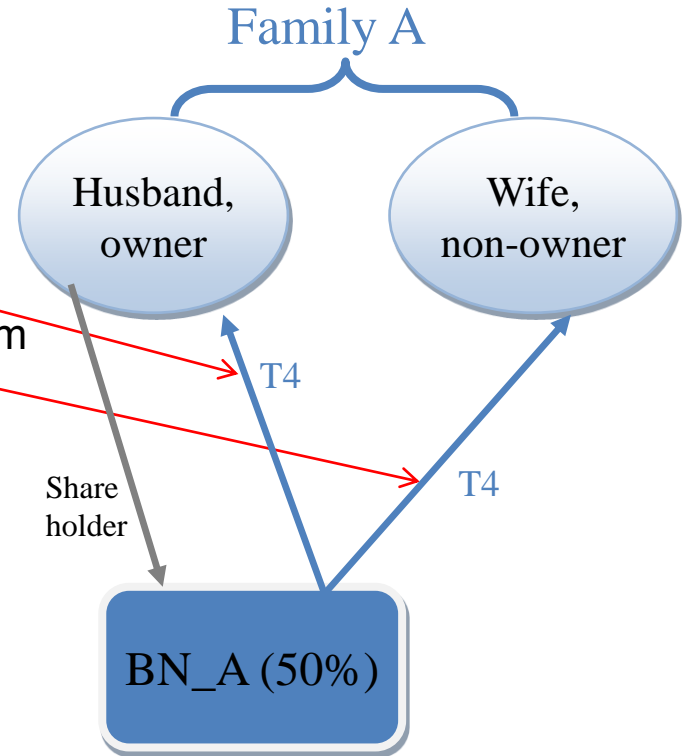 Family A
Husband,
owner
Wife,
non-owner
m
T4
T4
Share
holder
BN_A (50%)